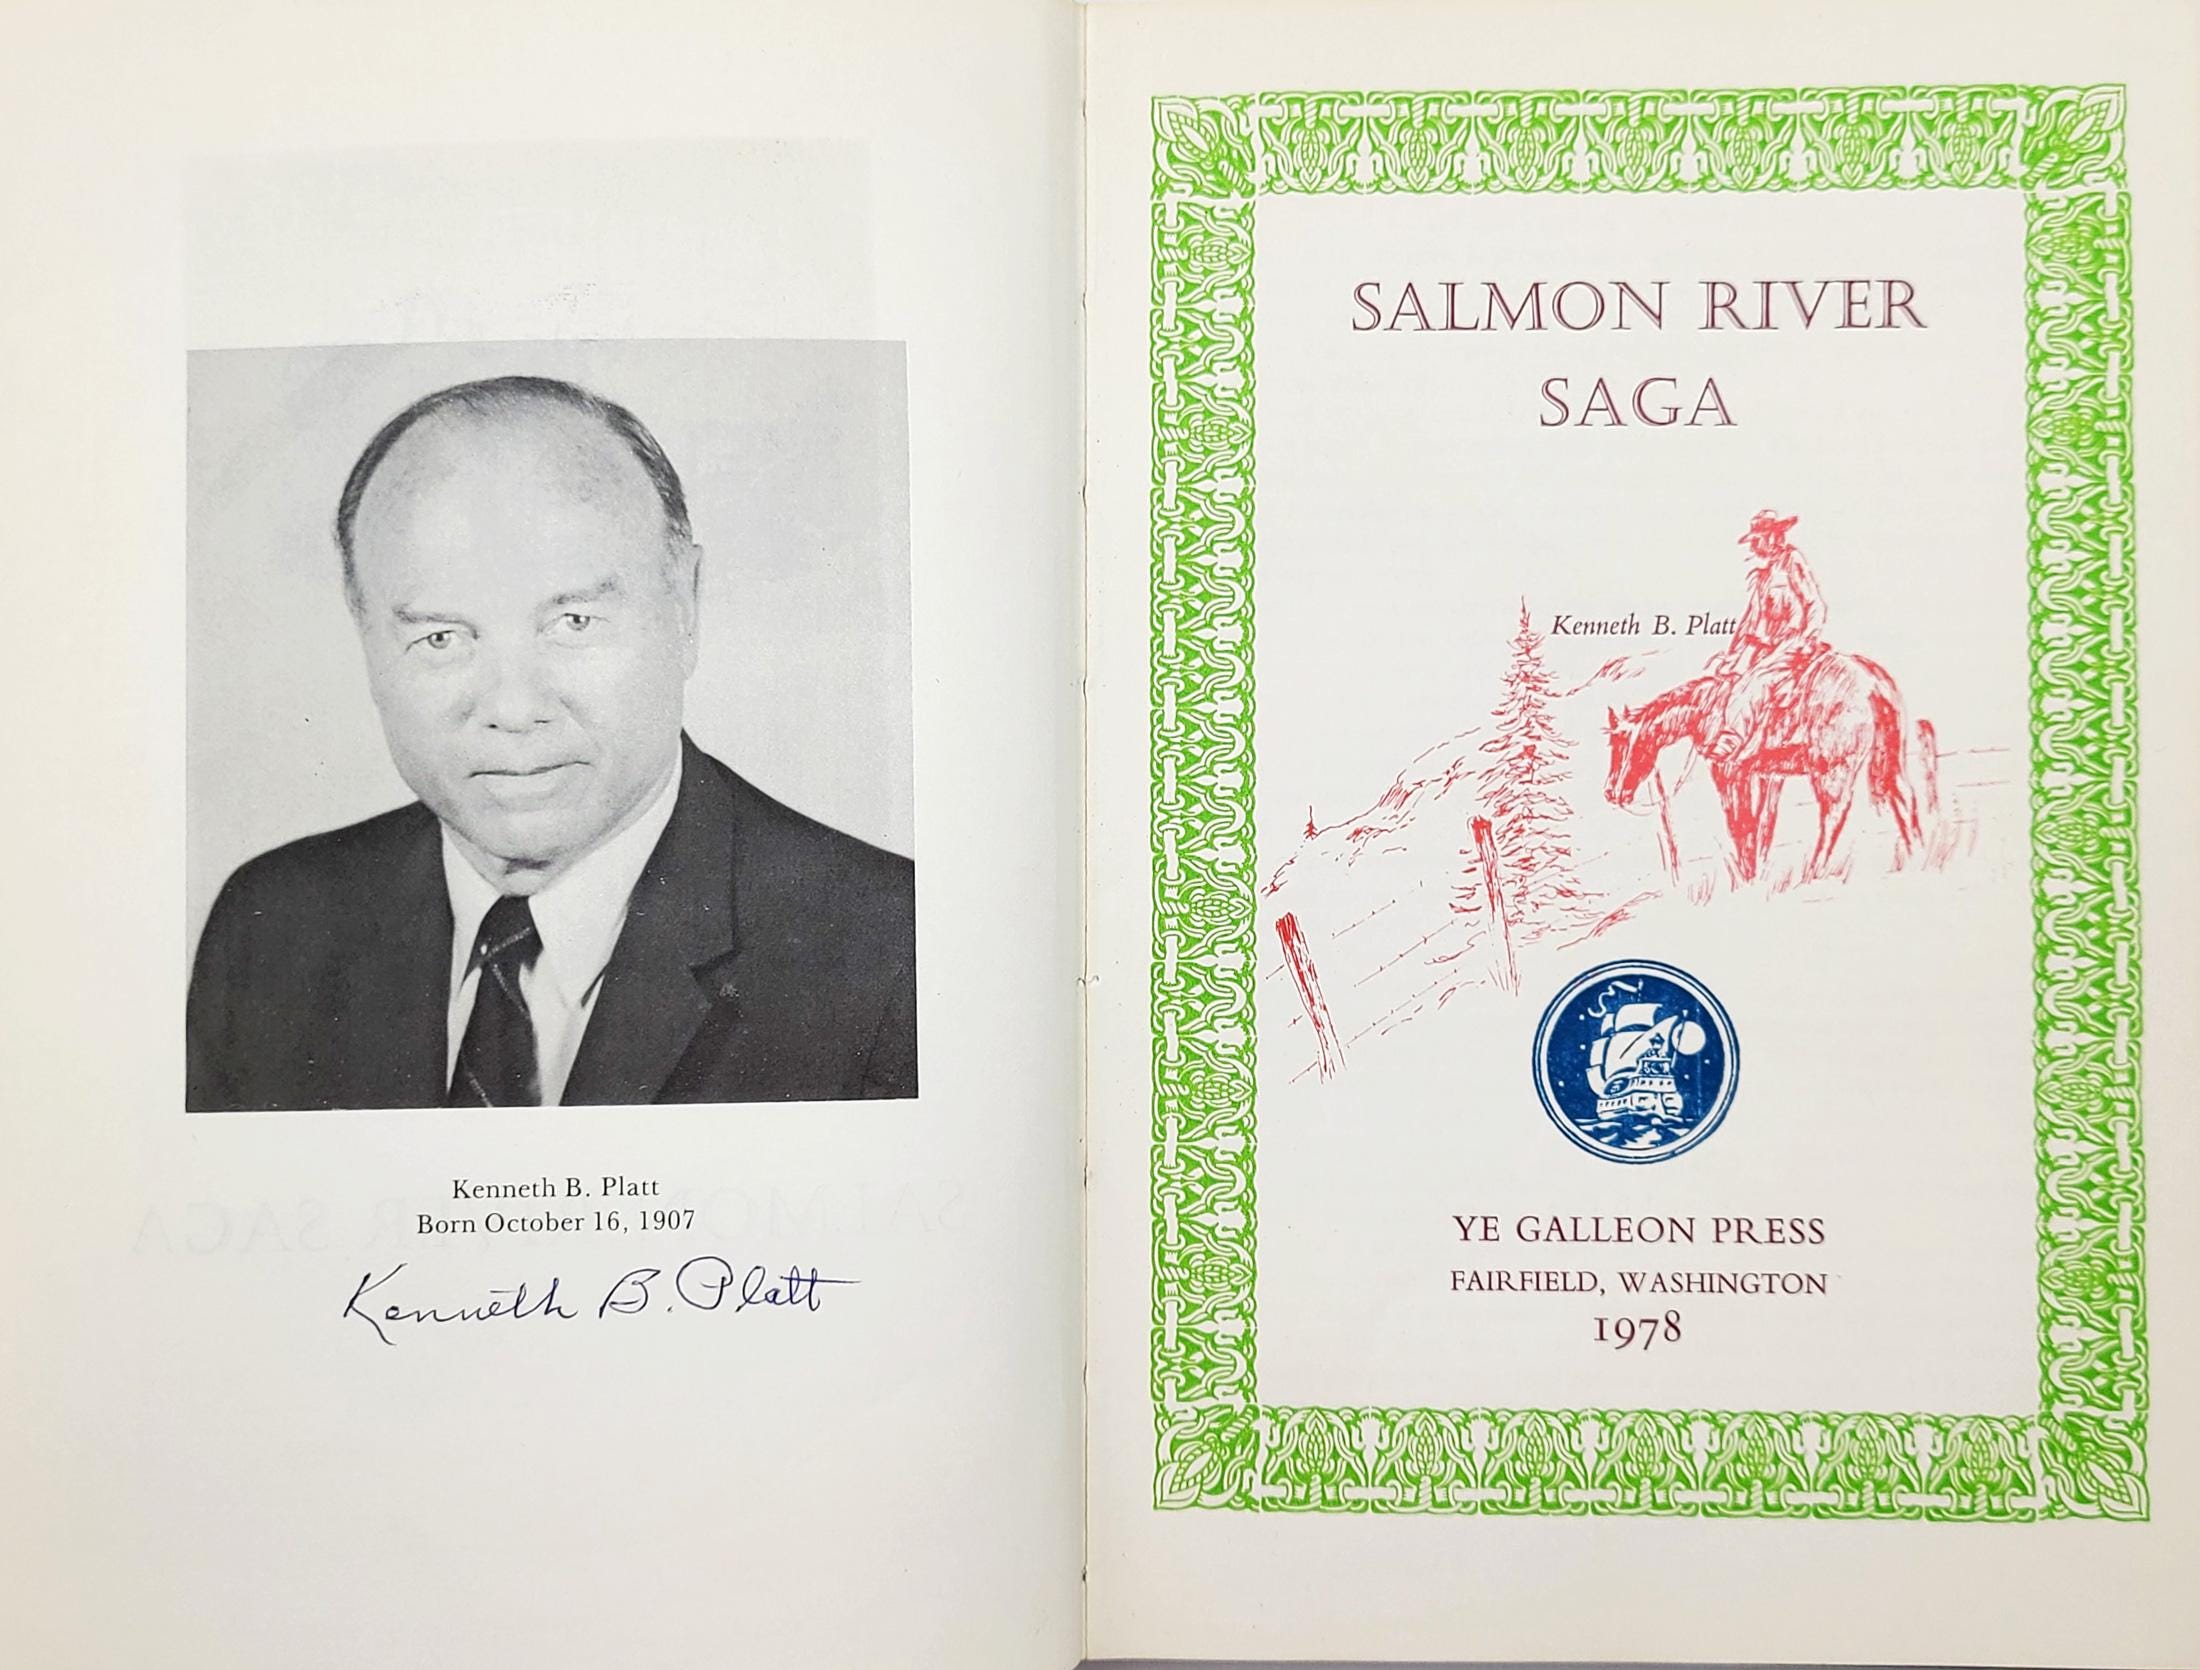 Kenneth B. Platt
Born October 16, 1907
Kenneth B. Platt
SALMON RIVER
SAGA
Kenneth B. Platt
YE GALLEON PRESS
FAIRFIELD, WASHINGTON
1978